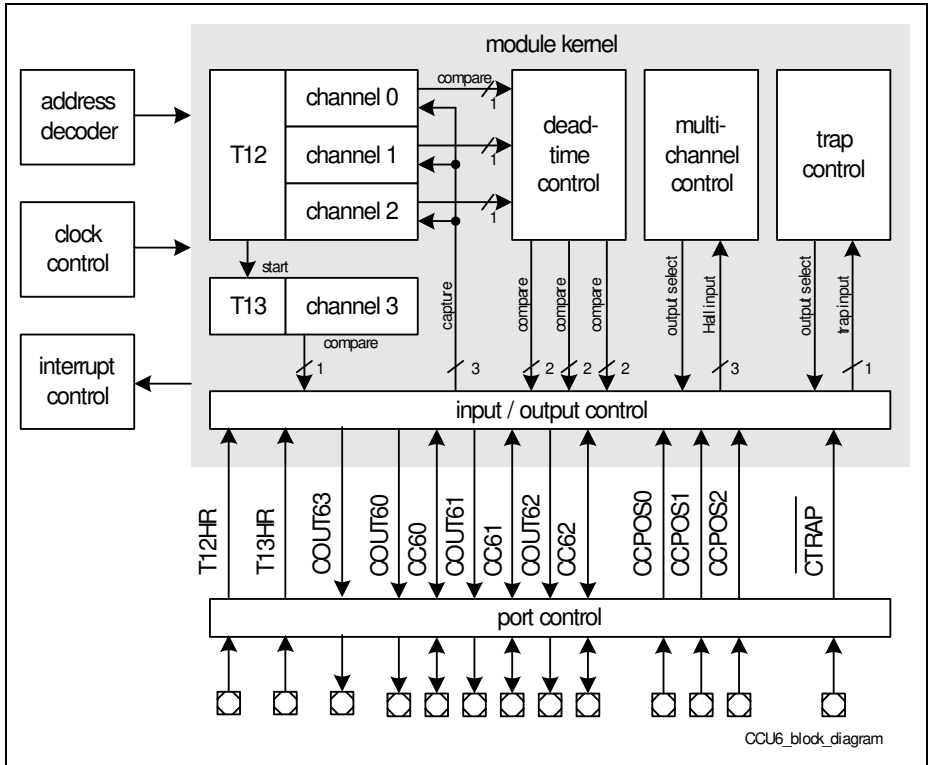 module kernel
address
decoder
clock
control
interrupt
control
T12
channel 0
channel 1
channel 2
compare
1
1
1
dead-
time
control
multi-
channel
control
trap
control
start
T13
channel 3
compare
1
capture
3
compare
2
compare
2
compare
2
output select
Hall input
3
output select
trap input
1
input / output control
T12HR
T13HR
COUT63
COUT60
CC60
COUT61
CC61
COUT62
CC62
CCPOS0
CCPOS1
CCPOS2
CTRAP
port control
CCU6_block_diagram